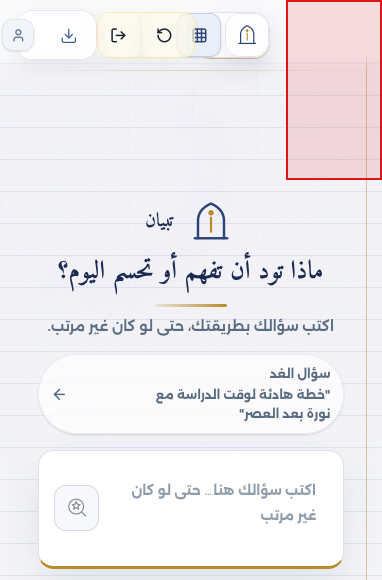 تبيان
ماذا تود أن تفهم أو تحسم اليوم؟
اكتب سؤالك بطريقتك، حتى لو كان غير مرتب.
سؤال الغد
"خطة هادئة لوقت الدراسة مع
نورة بعد العصر"
اكتب سؤالك هنا... حتى لو كان
غير مرتب